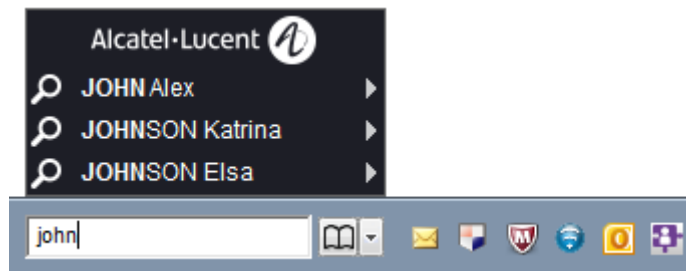 Alcatel·Lucent
JOHN Alex
JOHNSON Katrina
JOHNSON Elsa
john